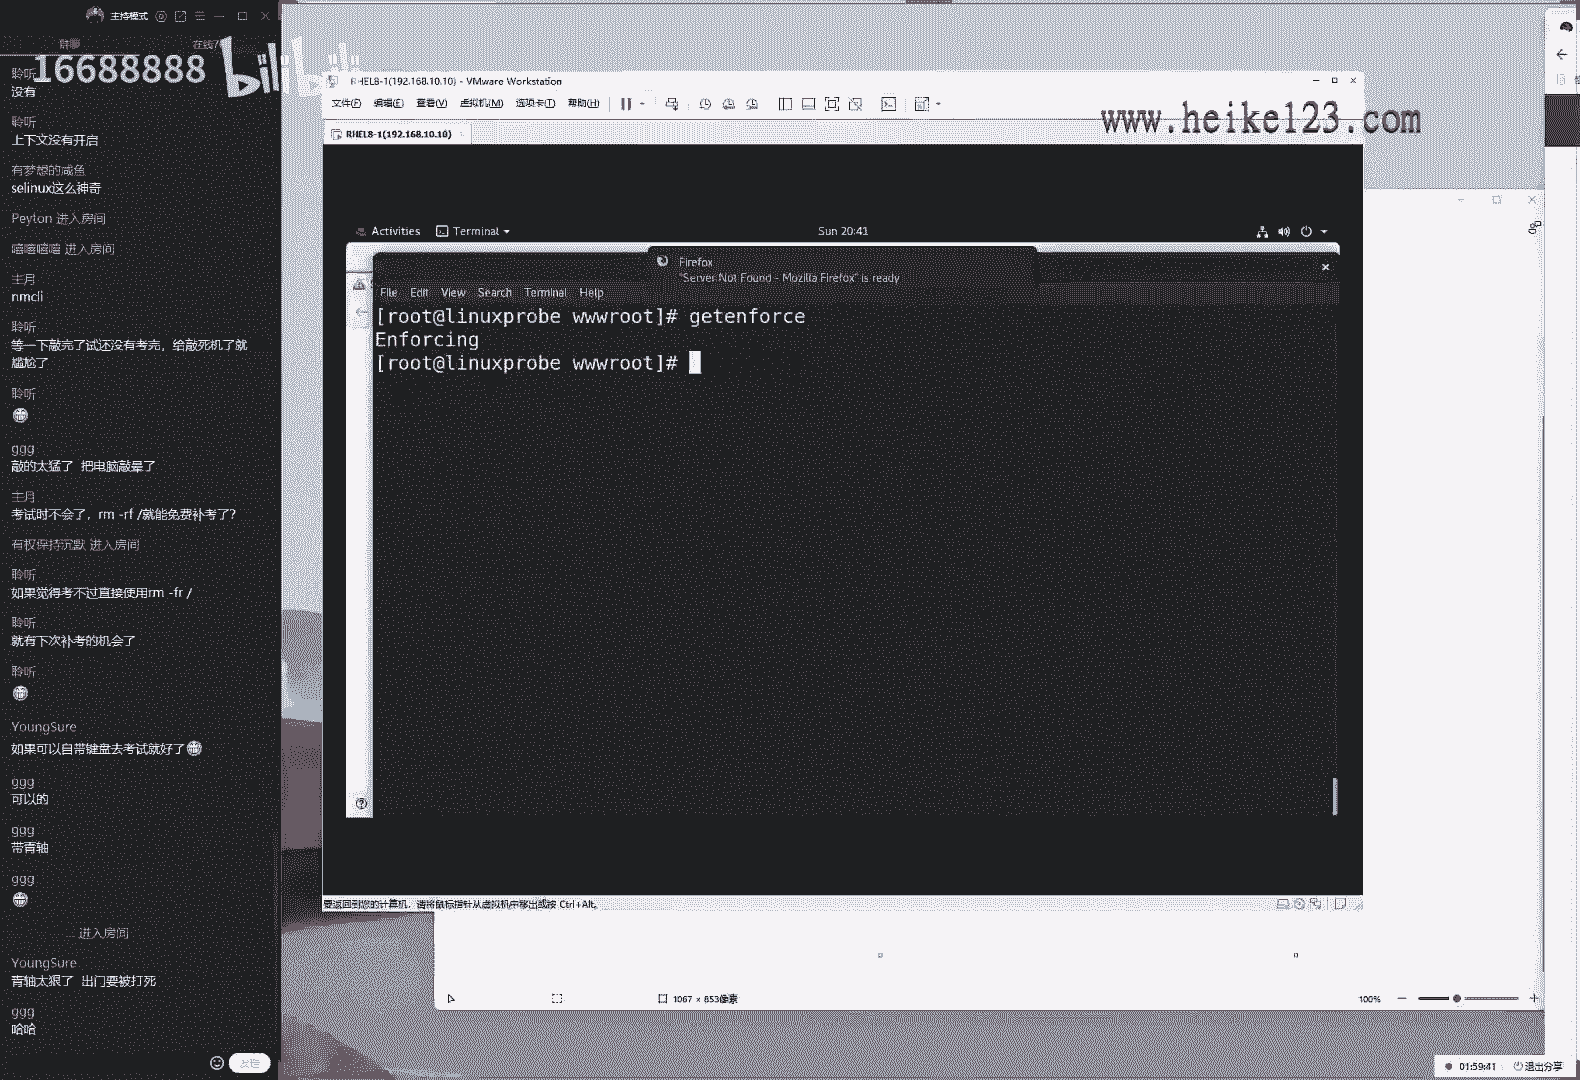 主持模式
群聊
聆听
16688888
bilibili
没有
聆听
上下文没有开启
有梦想的咸鱼
selinux这么神奇
Peyton 进入房间
嘻嘻嘻嘻 进入房间
主月
nmcli
聆听
等一下敲完了试还没有考完，给敲死机了就
尴尬了
聆听
ggg
敲的太猛了 把电脑敲晕了
主月
考试时不会了，rm -rf /就能免费补考了?
有权保持沉默 进入房间
聆听
如果觉得考不过直接使用rm -fr /
聆听
就有下次补考的机会了
聆听
YoungSure
如果可以自带键盘去考试就好了
ggg
可以的
ggg
带青轴
ggg
... 进入房间
YoungSure
青轴太狠了 出门要被打死
ggg
哈哈
发送
RHEL8-1(192.168.10.10) - VMware Workstation
文件(F) 编辑(E) 查看(V) 虚拟机(M) 选项卡(T) 帮助(H)
www.heike123.com
RHEL8-1(192.168.10.10)
Activities Terminal Sun 20:41
Firefox
"Server Not Found - Mozilla Firefox" is ready
File Edit View Search Terminal Help
[root@linuxprobe wwwroot]# getenforce
Enforcing
[root@linuxprobe wwwroot]#
要返回到您的计算机，请将鼠标指针从虚拟机中移出或按 Ctrl+Alt。
1067 × 853像素
100%
01:59:41 退出分享